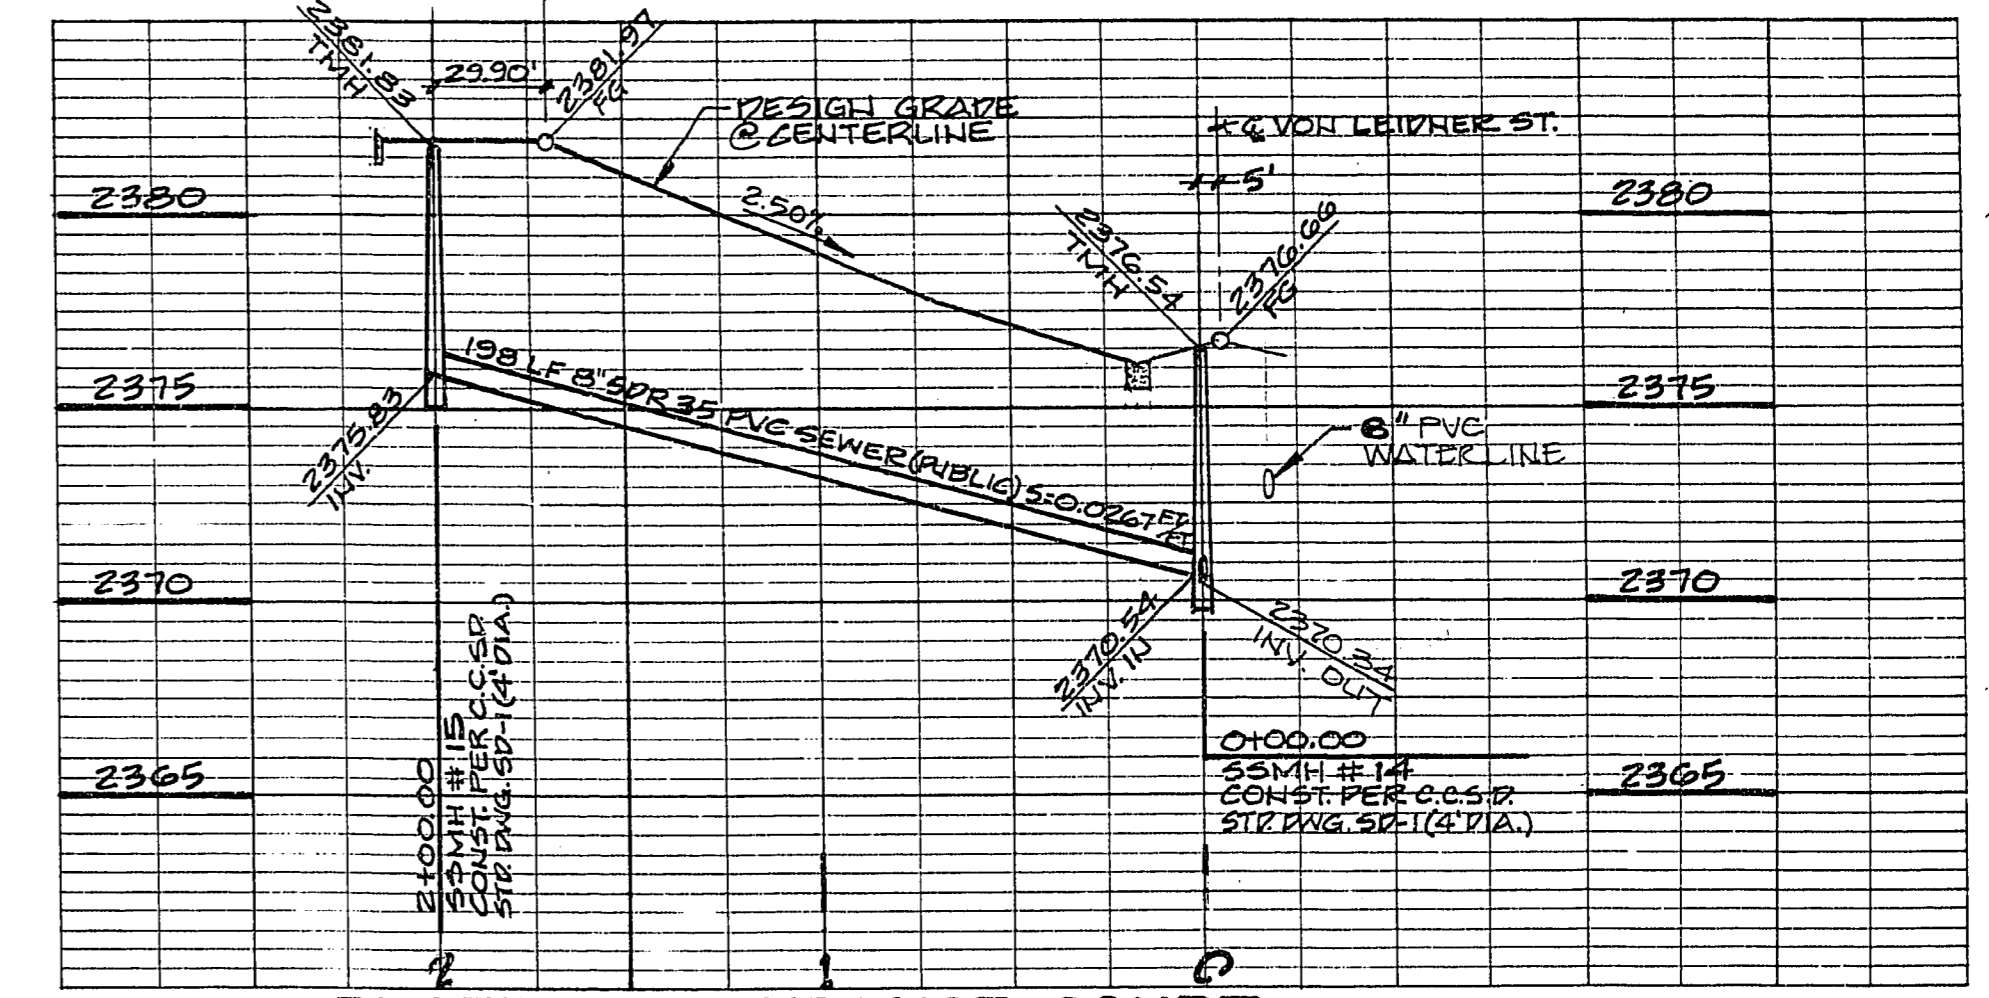 2381.83
TMH
29.90'
2381.97
FG
DESIGN GRADE
@ CENTERLINE
2.50%
℄ VON LEIDNER ST.
5'
2380
2380
2376.54
TMH
2376.66
FG
198 LF 8" SDR 35 PVC SEWER (PUBLIC) S=0.0267 FT/FT
2375
2375
2375.83
INV.
8" PVC
WATERLINE
2370
2370
2370.54
INV. IN
2370.34
INV. OUT
2+00.00
SSMH #15
CONST. PER C.C.S.D.
STD. DWG. SD-1 (4' DIA.)
0+00.00
SSMH # 14
CONST. PER C.C.S.D.
STD. DWG. SD-1 (4' DIA.)
2365
2365
2
1
0